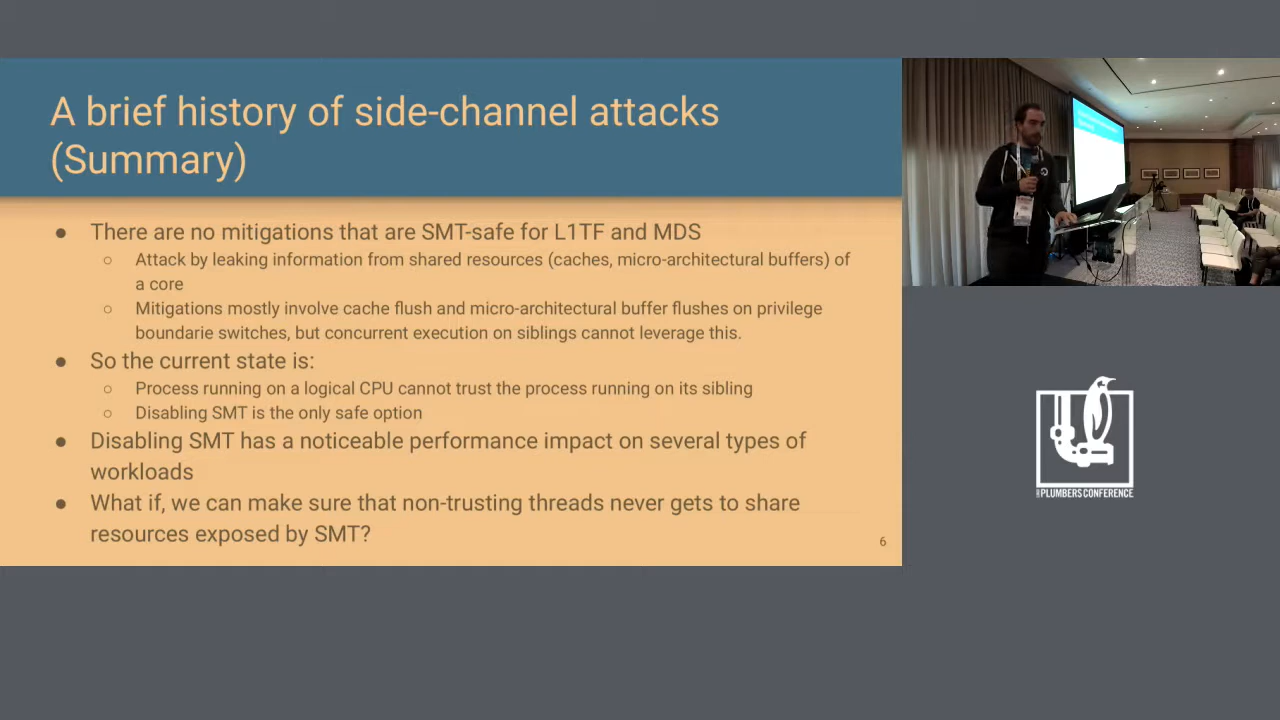 A brief history of side-channel attacks
(Summary)
● There are no mitigations that are SMT-safe for L1TF and MDS
○ Attack by leaking information from shared resources (caches, micro-architectural buffers) of
a core
○ Mitigations mostly involve cache flush and micro-architectural buffer flushes on privilege
boundarie switches, but concurrent execution on siblings cannot leverage this.
● So the current state is:
○ Process running on a logical CPU cannot trust the process running on its sibling
○ Disabling SMT is the only safe option
● Disabling SMT has a noticeable performance impact on several types of
workloads
● What if, we can make sure that non-trusting threads never gets to share
resources exposed by SMT?
6
PLUMBERS CONFERENCE